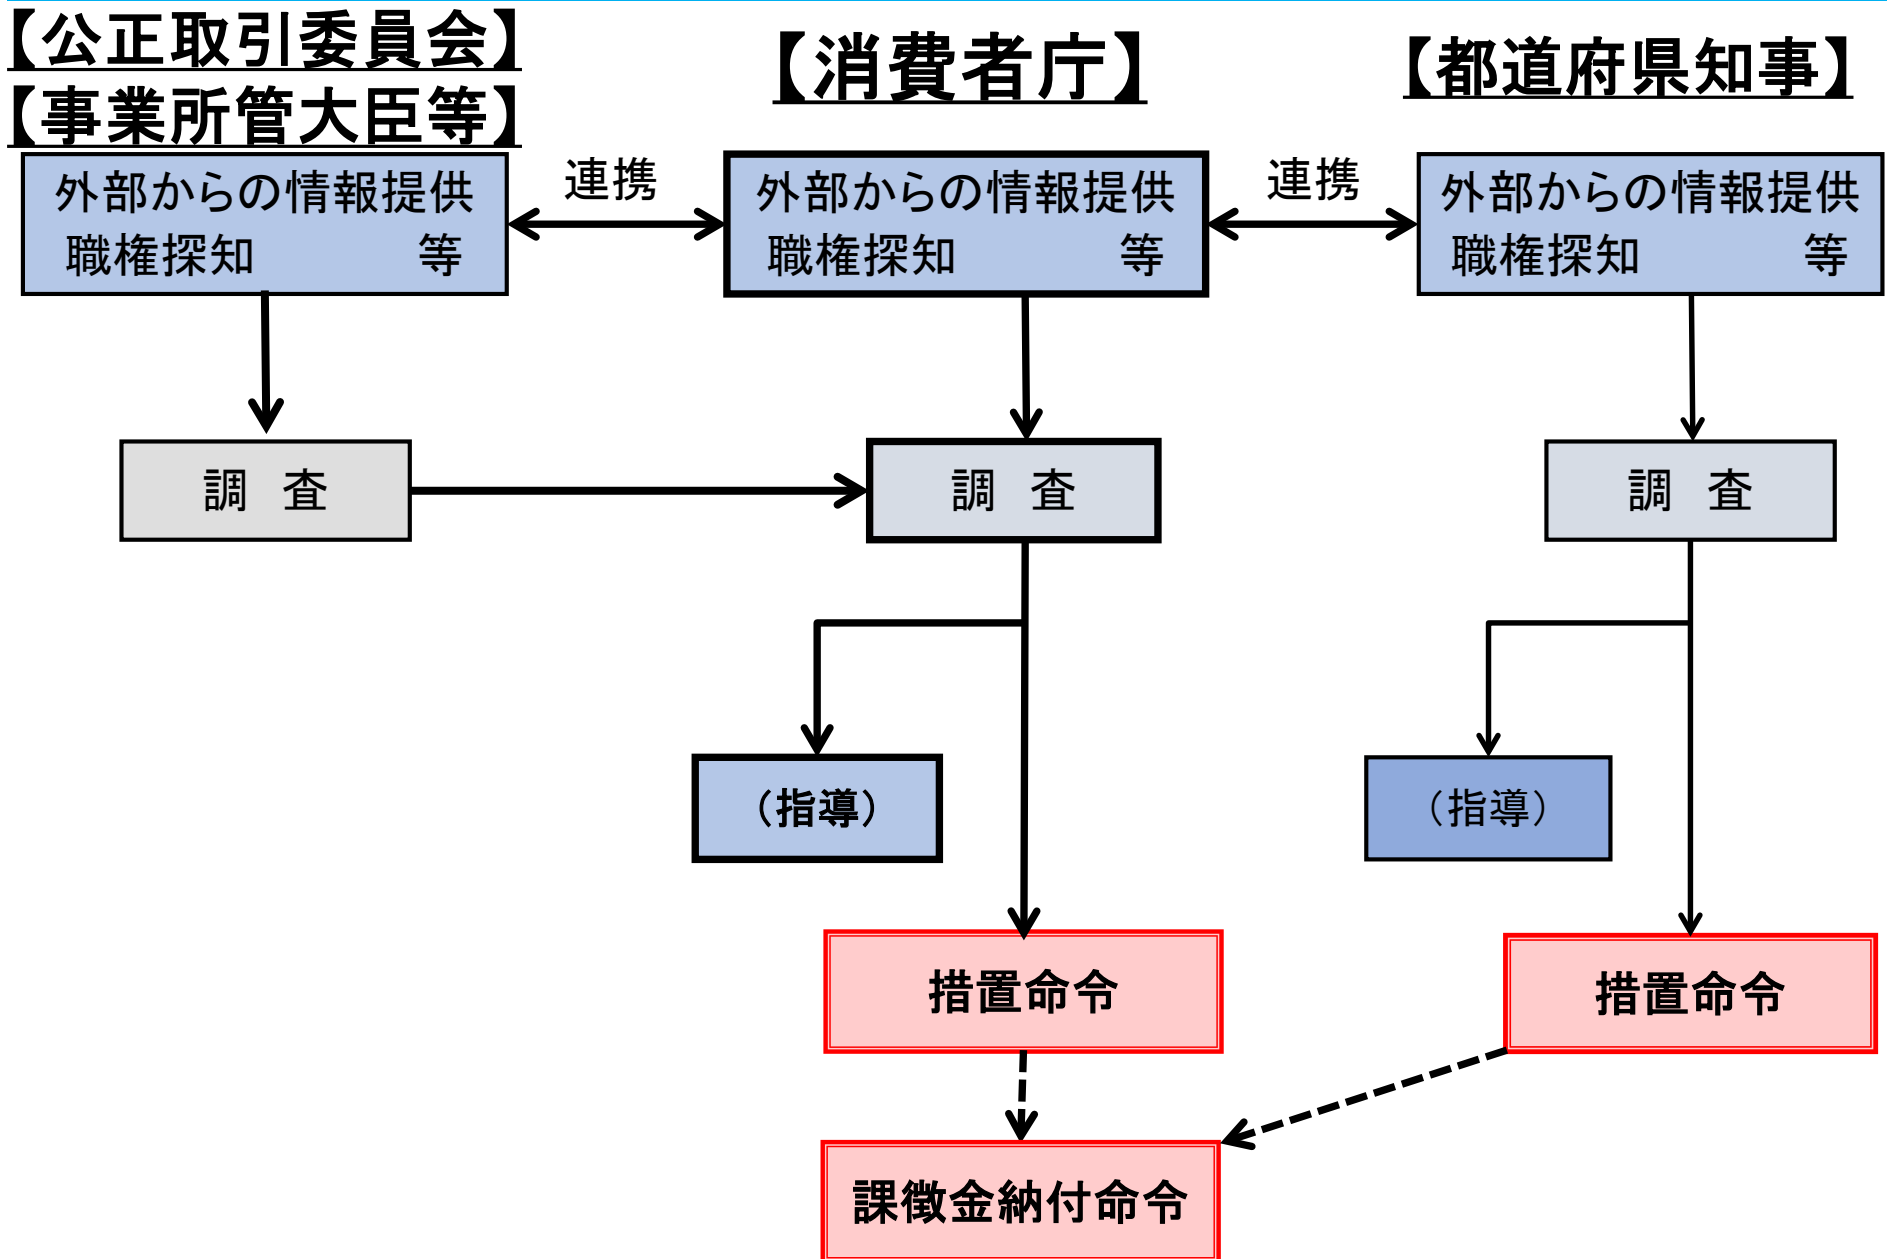 【公正取引委員会】
【事業所管大臣等】
【消費者庁】
【都道府県知事】
外部からの情報提供
職権探知 等
連携
外部からの情報提供
職権探知 等
連携
外部からの情報提供
職権探知 等
調 査
調 査
調 査
（指導）
（指導）
措置命令
措置命令
課徴金納付命令